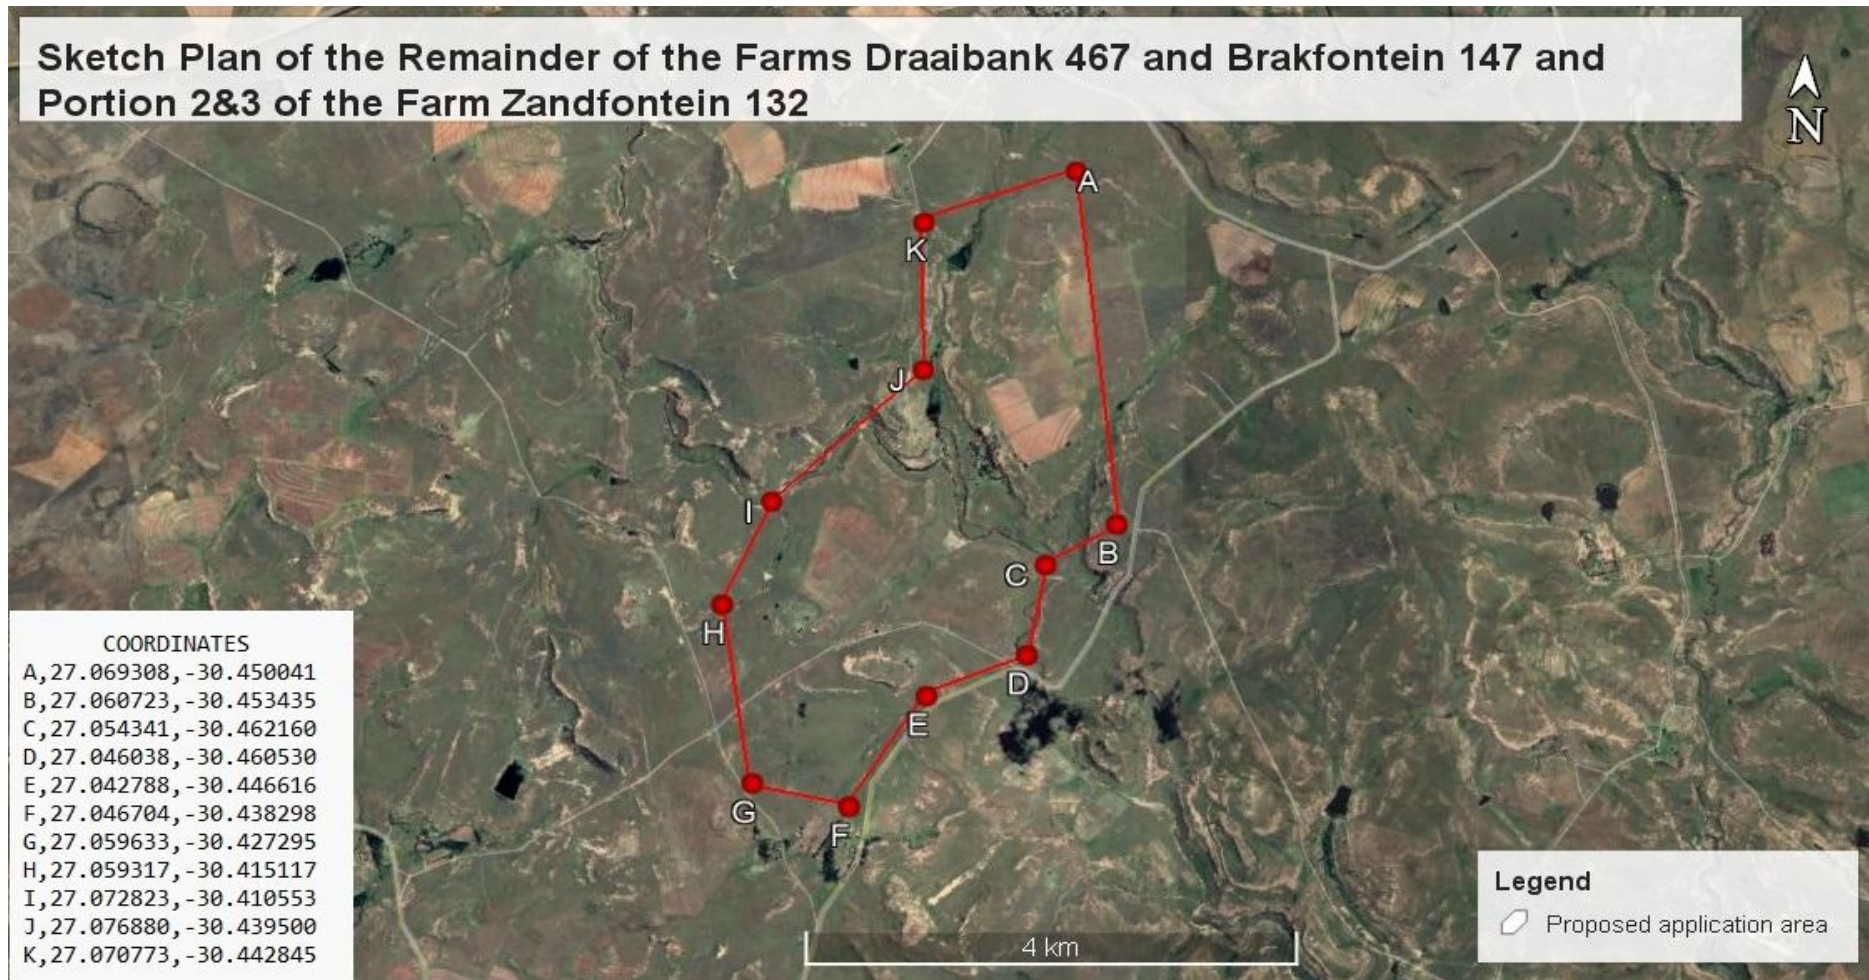 Sketch Plan of the Remainder of the Farms Draaibank 467 and Brakfontein 147 and
Portion 2&3 of the Farm Zandfontein 132
N
A
K
J
I
B
C
H
D
E
G
F
COORDINATES
A,27.069308,-30.450041
B,27.060723,-30.453435
C,27.054341,-30.462160
D,27.046038,-30.460530
E,27.042788,-30.446616
F,27.046704,-30.438298
G,27.059633,-30.427295
H,27.059317,-30.415117
I,27.072823,-30.410553
J,27.076880,-30.439500
K,27.070773,-30.442845
4 km
Legend
Proposed application area